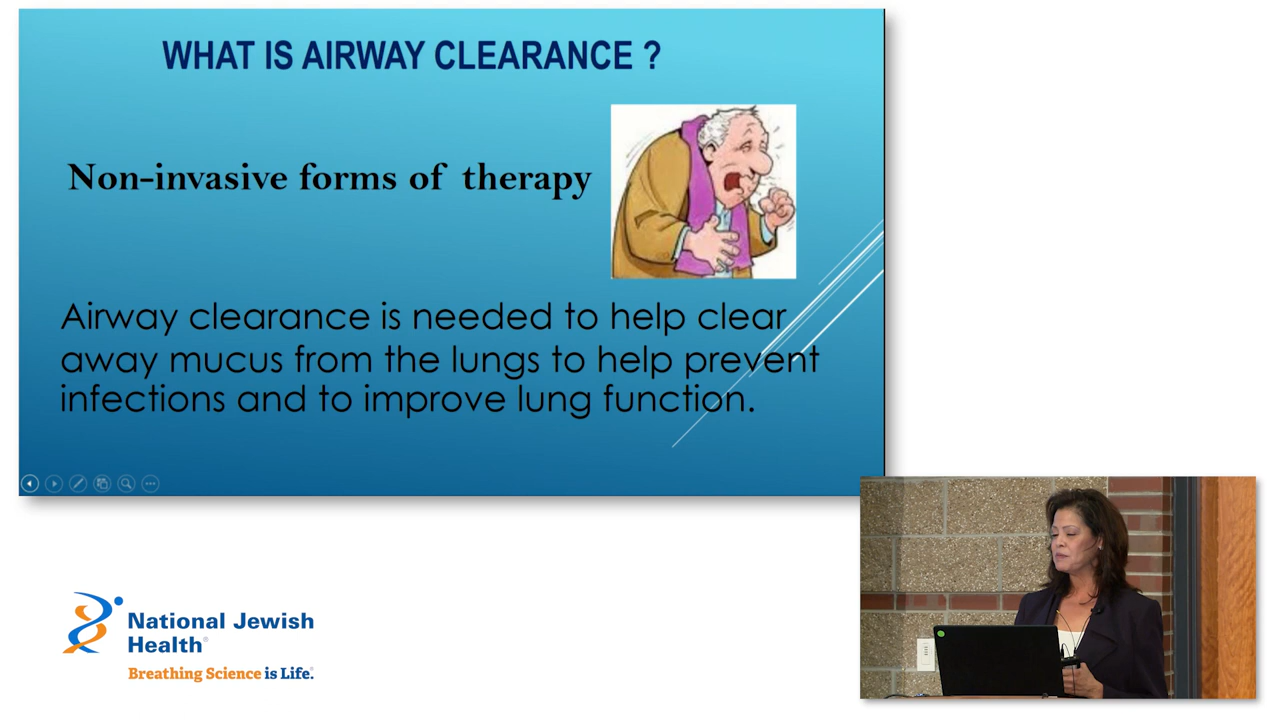 WHAT IS AIRWAY CLEARANCE ?
Non-invasive forms of therapy
Airway clearance is needed to help clear
away mucus from the lungs to help prevent
infections and to improve lung function.
National Jewish
Health®
Breathing Science is Life.®